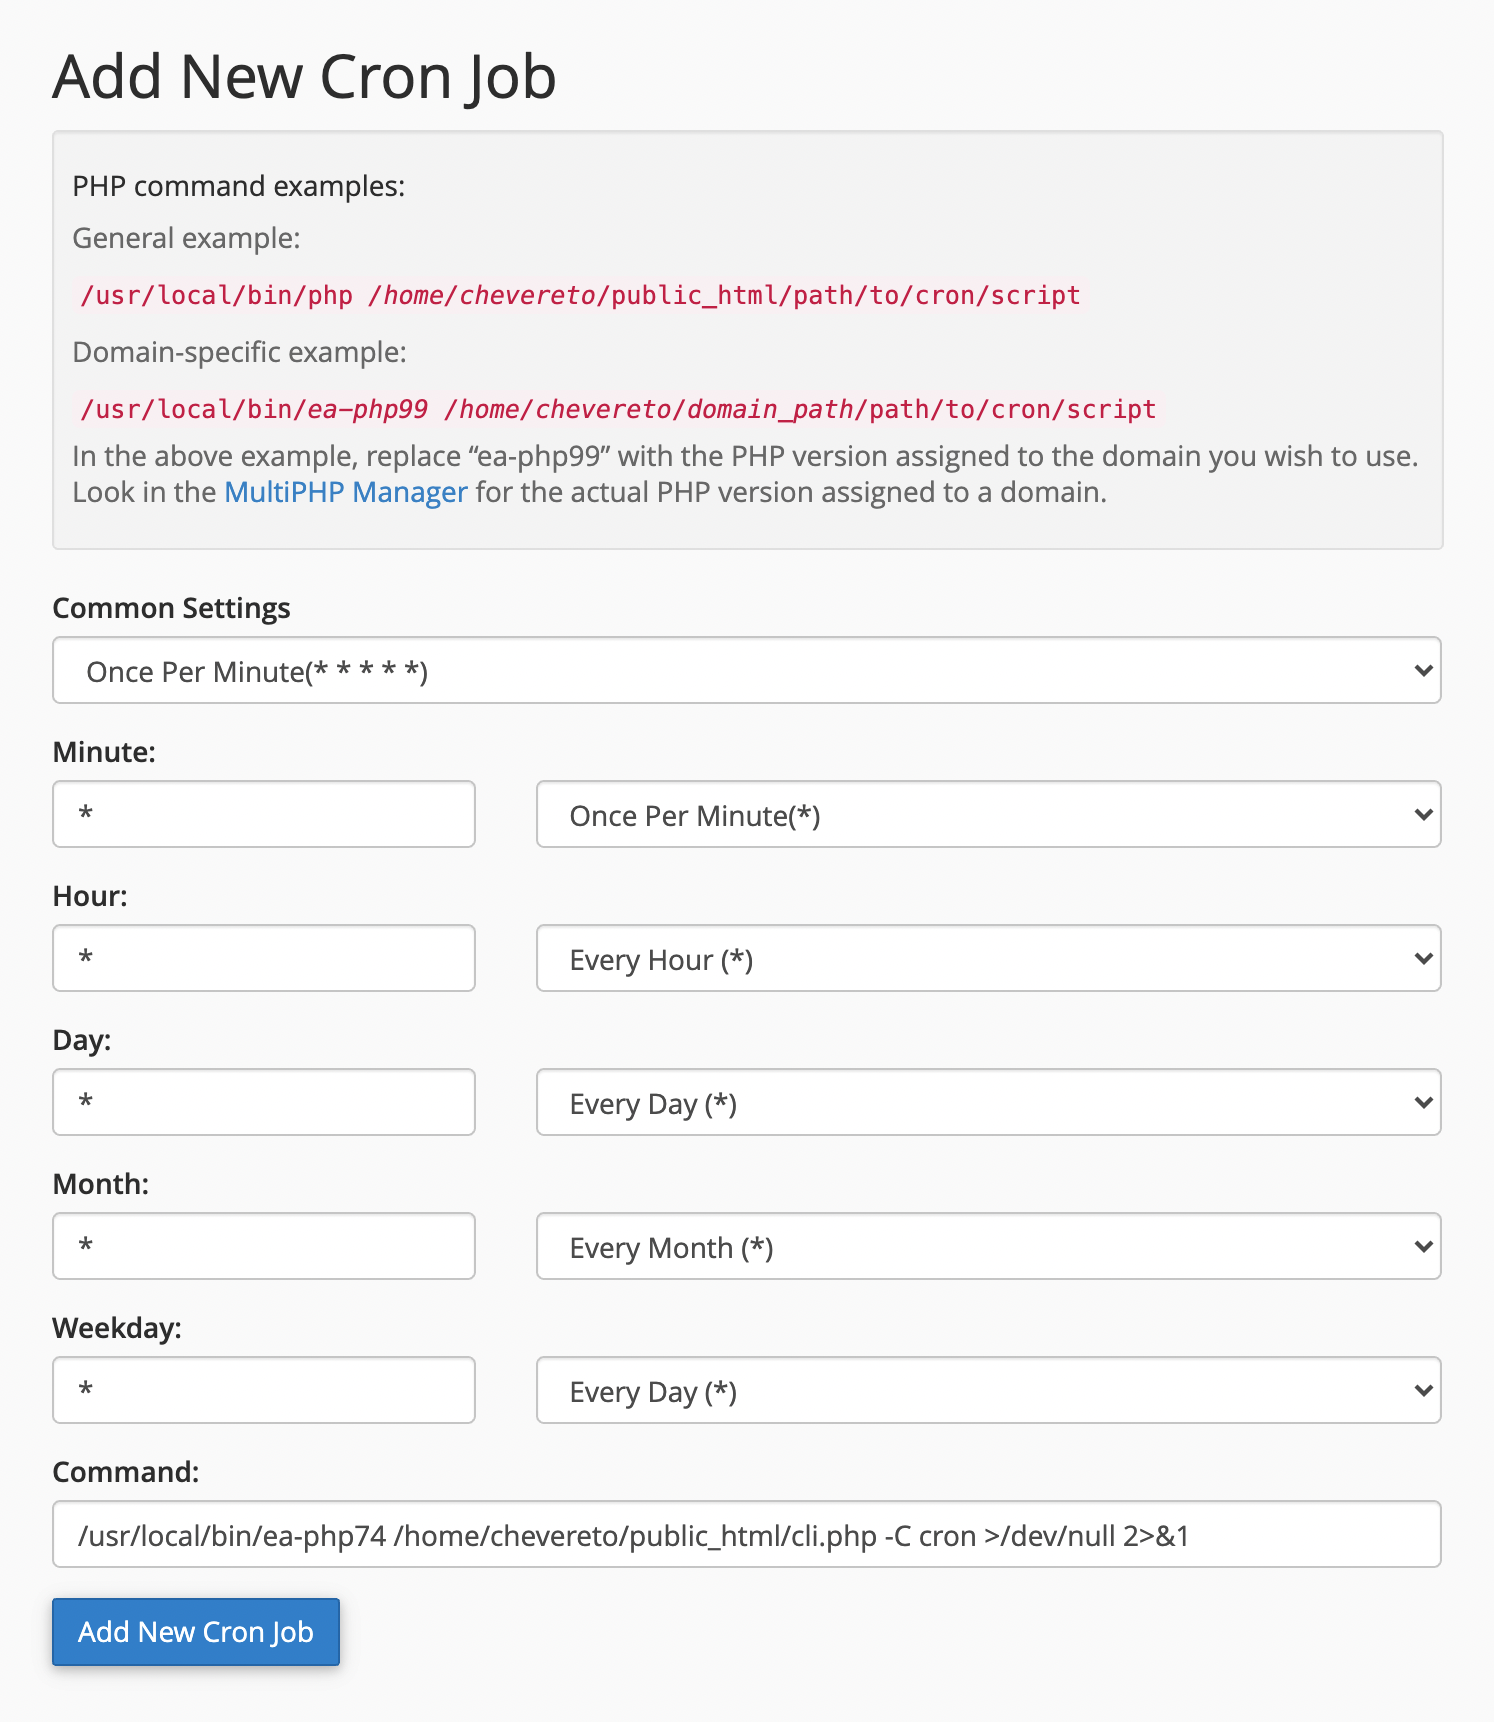 Add New Cron Job
PHP command examples:
General example:
/usr/local/bin/php /home/chevereto/public_html/path/to/cron/script
Domain-specific example:
/usr/local/bin/ea-php99 /home/chevereto/domain_path/path/to/cron/script
In the above example, replace “ea-php99” with the PHP version assigned to the domain you wish to use.
Look in the MultiPHP Manager for the actual PHP version assigned to a domain.
Common Settings
Once Per Minute(* * * * *)
Minute:
* Once Per Minute(*)
Hour:
* Every Hour (*)
Day:
* Every Day (*)
Month:
* Every Month (*)
Weekday:
* Every Day (*)
Command:
/usr/local/bin/ea-php74 /home/chevereto/public_html/cli.php -C cron >/dev/null 2>&1
Add New Cron Job